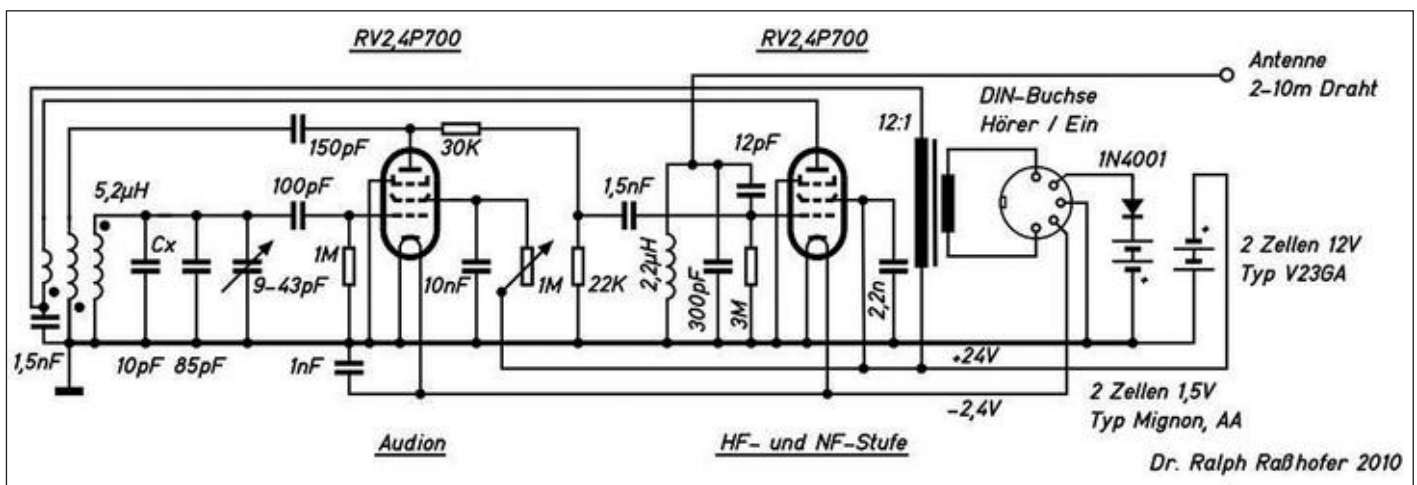 RV2,4P700
RV2,4P700
Antenne
2-10m Draht
DIN-Buchse
Hörer / Ein
12:1
150pF
30K
12pF
1N4001
5,2µH
100pF
1,5nF
Cx
9-43pF
1M
10nF
1M
22K
2,2µH
300pF
3M
2,2n
+
+
2 Zellen 12V
Typ V23GA
1,5nF
10pF
85pF
1nF
+24V
-2,4V
2 Zellen 1,5V
Typ Mignon, AA
Audion
HF- und NF-Stufe
Dr. Ralph Raßhofer 2010